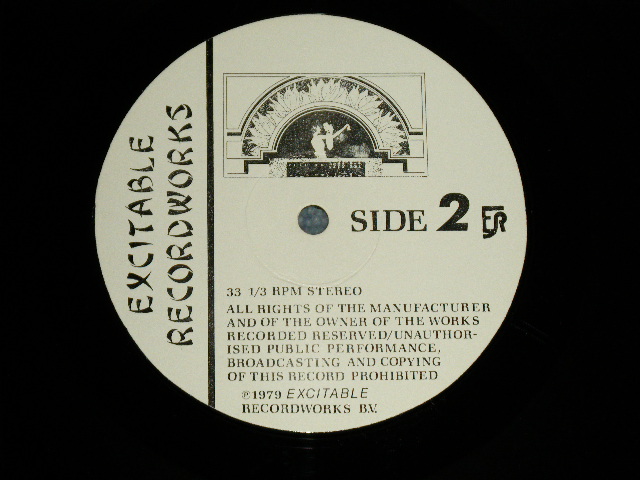 EXCITABLE
RECORDWORKS
SIDE 2 ER
33 1/3 RPM STEREO
ALL RIGHTS OF THE MANUFACTURER
AND OF THE OWNER OF THE WORKS
RECORDED RESERVED/UNAUTHOR-
ISED PUBLIC PERFORMANCE,
BROADCASTING AND COPYING
OF THIS RECORD PROHIBITED
℗1979 EXCITABLE
RECORDWORKS B.V.